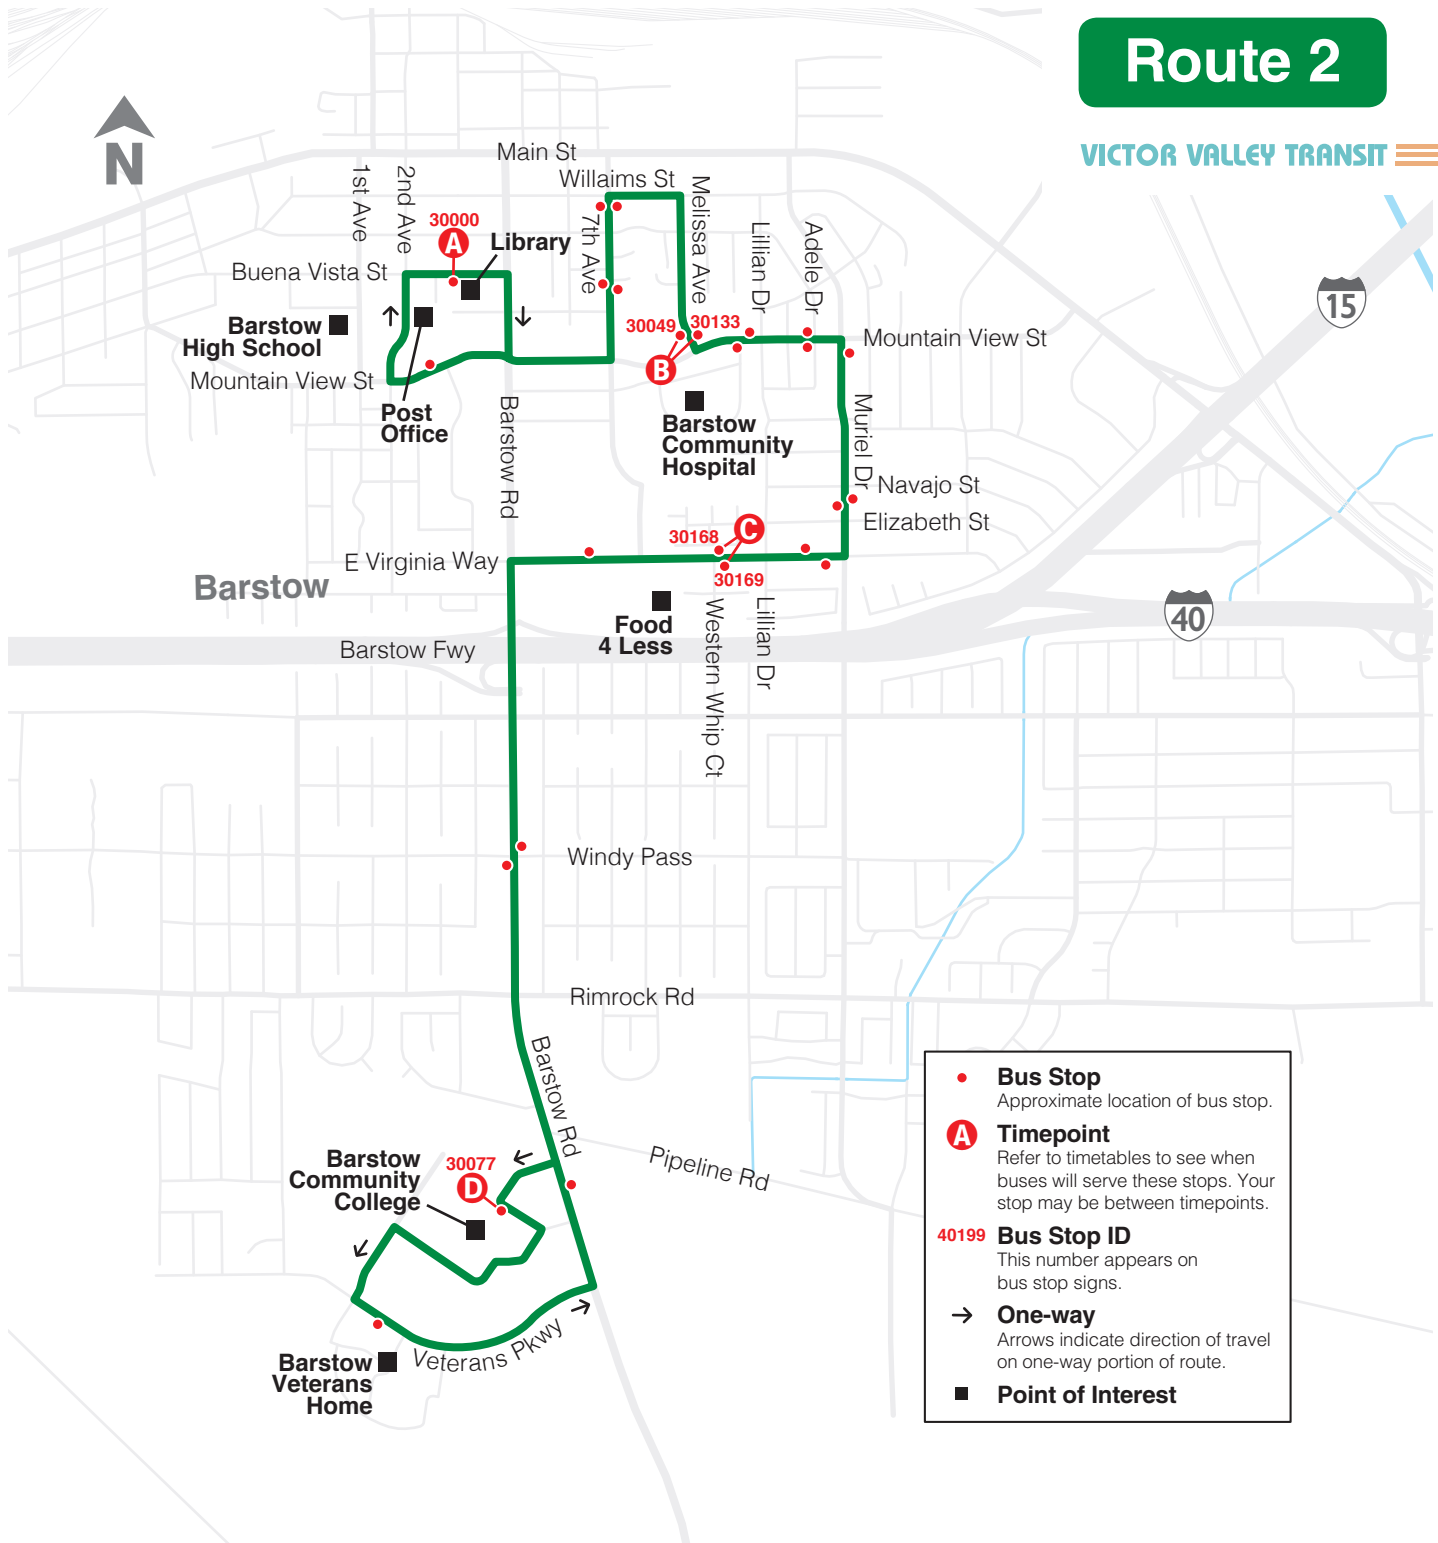 Route 2
VICTOR VALLEY TRANSIT
N
Main St
Willaims St
1st Ave
2nd Ave
7th Ave
Melissa Ave
Lillian Dr
Adele Dr
30000
A
Library
Buena Vista St
15
Barstow
High School
30049
30133
B
Mountain View St
Mountain View St
Post
Office
Barstow Rd
Barstow
Community
Hospital
Muriel Dr
Navajo St
Elizabeth St
C
30168
30169
E Virginia Way
Barstow
Food
4 Less
Western Whip Ct
Lillian Dr
40
Barstow Fwy
Windy Pass
Rimrock Rd
Barstow Rd
Pipeline Rd
Barstow
Community
College
30077
D
Veterans Pkwy
Barstow
Veterans
Home
Bus Stop
Approximate location of bus stop.
A
Timepoint
Refer to timetables to see when
buses will serve these stops. Your
stop may be between timepoints.
40199 Bus Stop ID
This number appears on
bus stop signs.
One-way
Arrows indicate direction of travel
on one-way portion of route.
Point of Interest